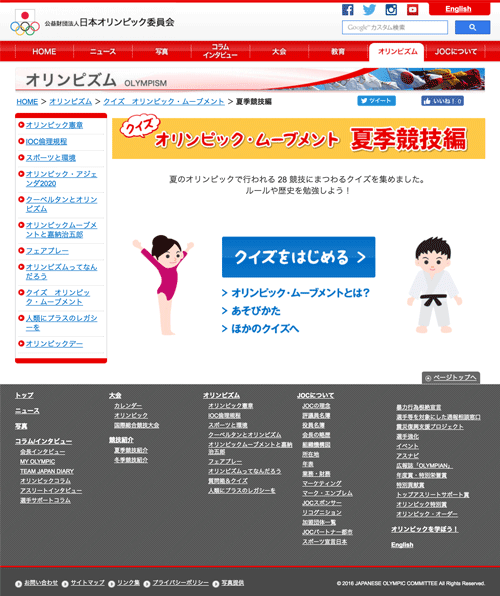 公益財団法人日本オリンピック委員会
English
Google カスタム検索
HOME
ニュース
写真
コラム
インタビュー
大会
教育
オリンピズム
JOCについて
オリンピズム OLYMPISM
HOME > オリンピズム > クイズ オリンピック・ムーブメント > 夏季競技編
ツイート
いいね！ 0
オリンピック憲章
IOC倫理規程
スポーツと環境
オリンピック・アジェ
ンダ2020
クーベルタンとオリン
ピズム
オリンピックムーブメ
ントと嘉納治五郎
フェアプレー
オリンピズムってなん
だろう
クイズ オリンピッ
ク・ムーブメント
人類にプラスのレガシ
ーを
オリンピックデー
クイズ
オリンピック・ムーブメント 夏季競技編
夏のオリンピックで行われる 28 競技にまつわるクイズを集めました。
ルールや歴史を勉強しよう！
クイズをはじめる >
> オリンピック・ムーブメントとは?
> あそびかた
> ほかのクイズへ
ページトップへ
トップ
ニュース
写真
コラム/インタビュー
会長インタビュー
MY OLYMPIC
TEAM JAPAN DIARY
オリンピックコラム
アスリートインタビュー
選手サポートコラム
大会
カレンダー
オリンピック
国際総合競技大会
競技紹介
夏季競技紹介
冬季競技紹介
オリンピズム
オリンピック憲章
IOC倫理規程
スポーツと環境
クーベルタンとオリンピズム
オリンピックムーブメントと嘉納
治五郎
フェアプレー
オリンピズムってなんだろう
質問箱＆クイズ
人類にプラスのレガシーを
JOCについて
JOCの理念
評議員名簿
役員名簿
会長の略歴
組織機構図
所在地
年表
業務・財務
マーケティング
マーク・エンブレム
JOCスポンサー
リコグニション
加盟団体一覧
JOCパートナー都市
スポーツ宣言日本
暴力行為根絶宣言
選手等を対象にした通報相談窓口
震災復興支援プロジェクト
選手強化
イベント
アスナビ
広報誌「OLYMPIAN」
年度賞・特別栄誉賞
特別貢献賞
トップアスリートサポート賞
オリンピック特別賞
オリンピック・オーダー
オリンピックを学ぼう！
English
お問い合わせ
サイトマップ
リンク集
プライバシーポリシー
写真提供
© 2016 JAPANESE OLYMPIC COMMITTEE All Rights Reserved.